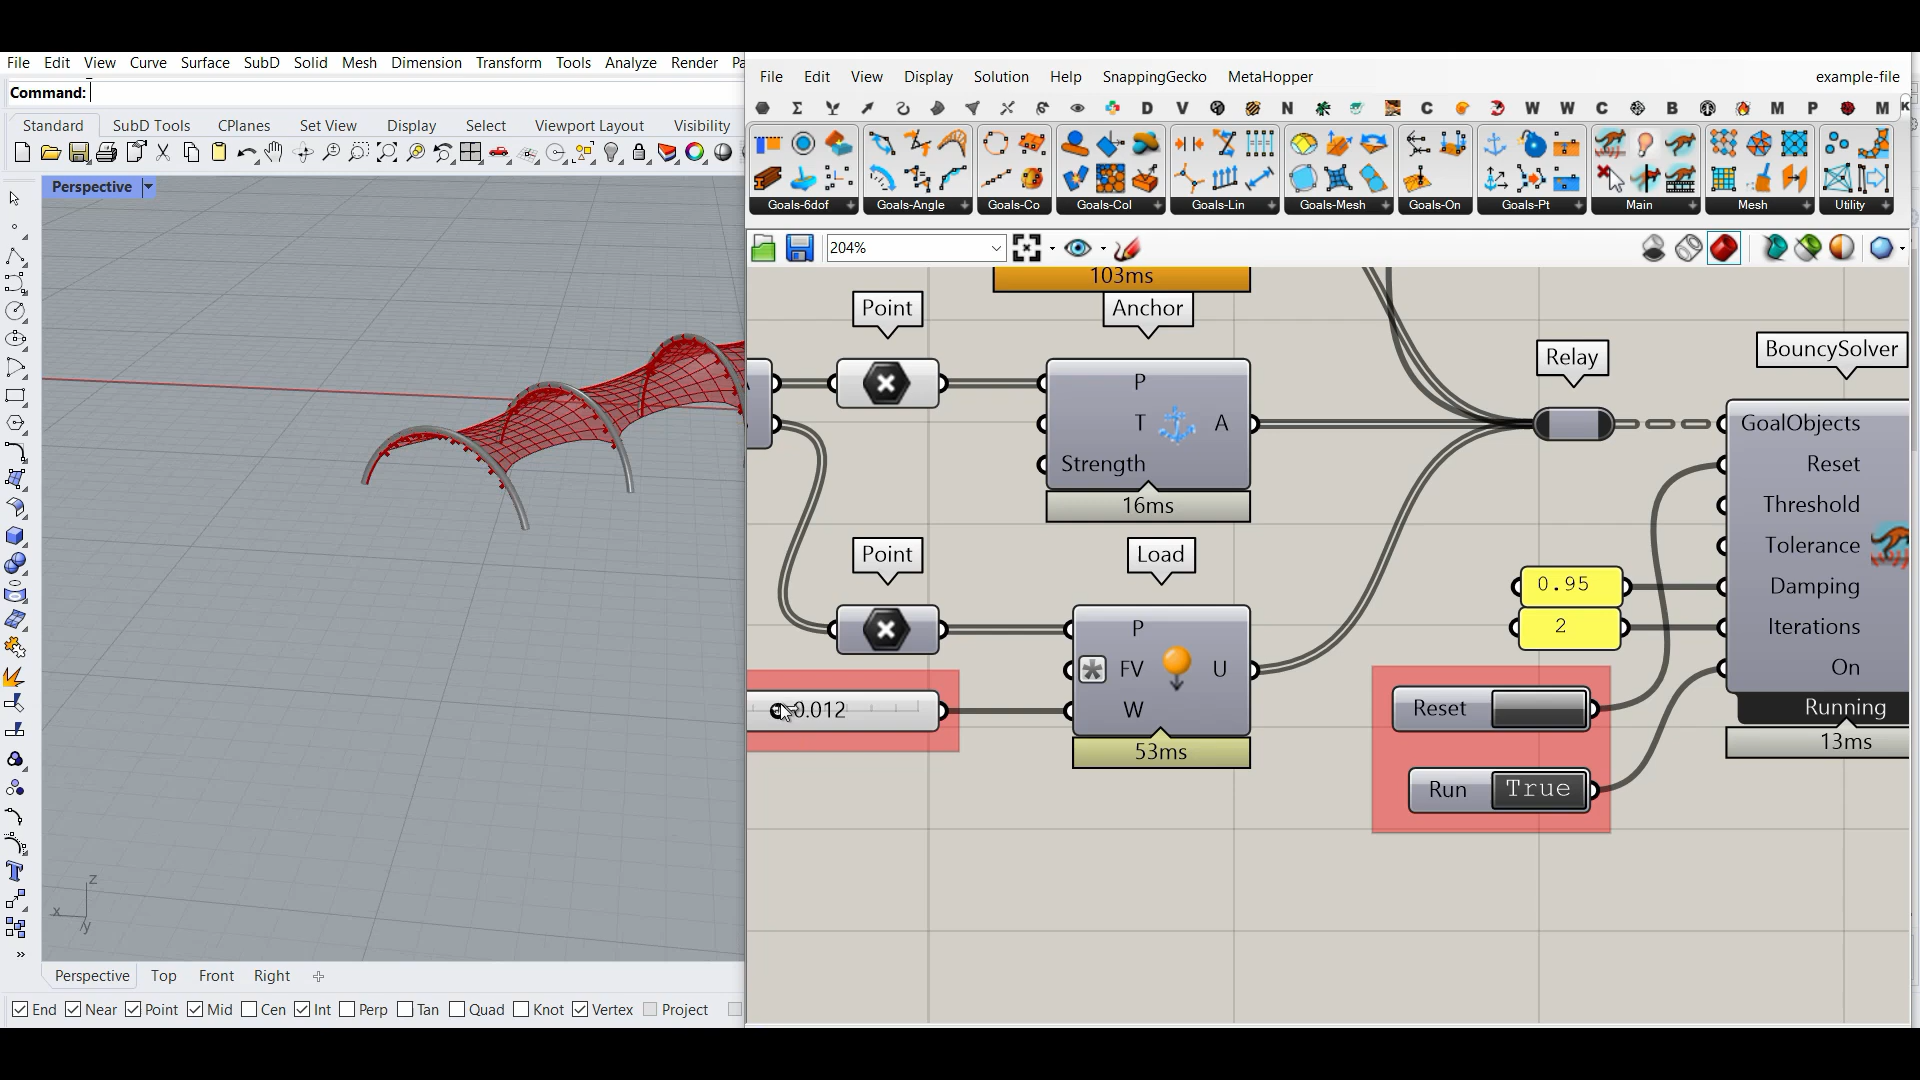 File Edit View Curve Surface SubD Solid Mesh Dimension Transform Tools Analyze Render Pa
Command:
Standard SubD Tools CPlanes Set View Display Select Viewport Layout Visibility
Perspective
z
x
y
Perspective Top Front Right
End Near Point Mid Cen Int Perp Tan Quad Knot Vertex Project
File Edit View Display Solution Help SnappingGecko MetaHopper example-file
D V N C W W C B M P M K
Goals-6dof Goals-Angle Goals-Co Goals-Col Goals-Lin Goals-Mesh Goals-On Goals-Pt Main Mesh Utility
204%
103ms
Point Anchor
Relay BouncySolver
P
T A
Strength
16ms
GoalObjects
Reset
Threshold
Tolerance
Damping
Iterations
On
Running
13ms
Point Load
P
FV U
W
53ms
0.012
0.95
2
Reset
Run True